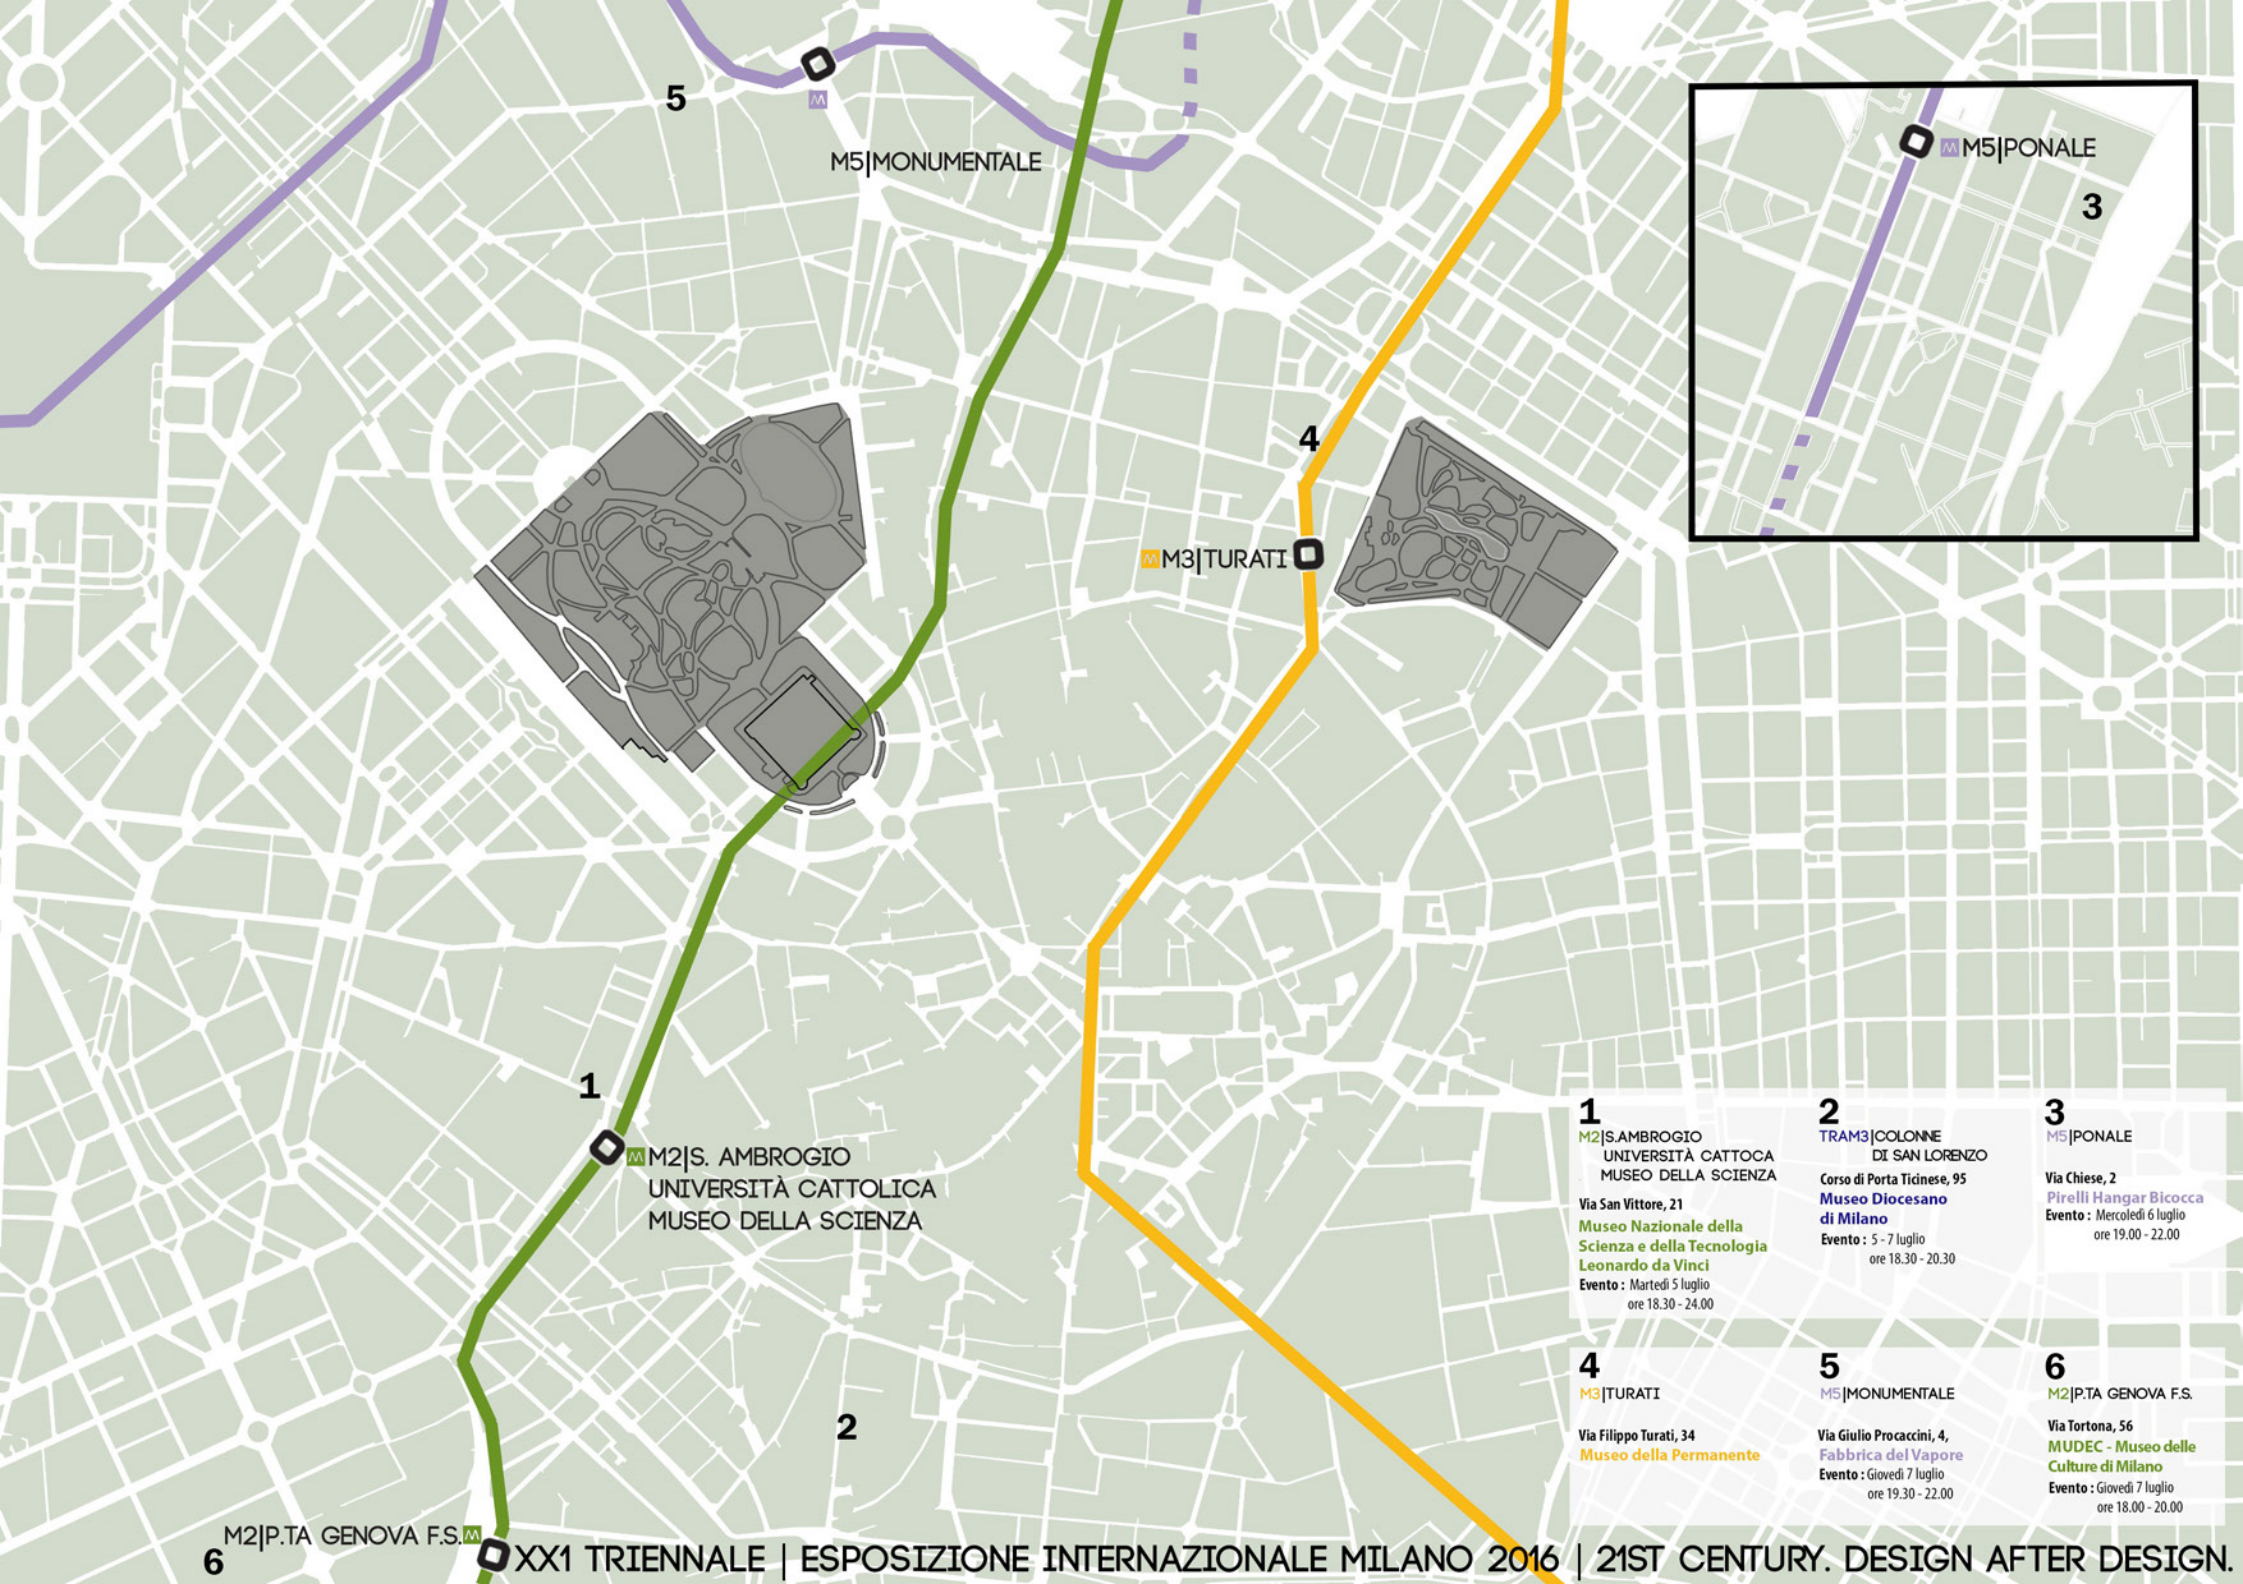 5
M
M5|MONUMENTALE
M M5|PONALE
3
4
M M3|TURATI
1
M M2|S. AMBROGIO
UNIVERSITÀ CATTOLICA
MUSEO DELLA SCIENZA
2
M2|P.TA GENOVA F.S. M
6
1
M2|S.AMBROGIO
UNIVERSITÀ CATTOCA
MUSEO DELLA SCIENZA
Via San Vittore, 21
Museo Nazionale della
Scienza e della Tecnologia
Leonardo da Vinci
Evento : Martedì 5 luglio
ore 18.30 - 24.00
2
TRAM3|COLONNE
DI SAN LORENZO
Corso di Porta Ticinese, 95
Museo Diocesano
di Milano
Evento : 5 - 7 luglio
ore 18.30 - 20.30
3
M5|PONALE
Via Chiese, 2
Pirelli Hangar Bicocca
Evento : Mercoledì 6 luglio
ore 19.00 - 22.00
4
M3|TURATI
Via Filippo Turati, 34
Museo della Permanente
5
M5|MONUMENTALE
Via Giulio Procaccini, 4,
Fabbrica del Vapore
Evento : Giovedì 7 luglio
ore 19.30 - 22.00
6
M2|P.TA GENOVA F.S.
Via Tortona, 56
MUDEC - Museo delle
Culture di Milano
Evento : Giovedì 7 luglio
ore 18.00 - 20.00
XX1 TRIENNALE | ESPOSIZIONE INTERNAZIONALE MILANO 2016 | 21ST CENTURY. DESIGN AFTER DESIGN.